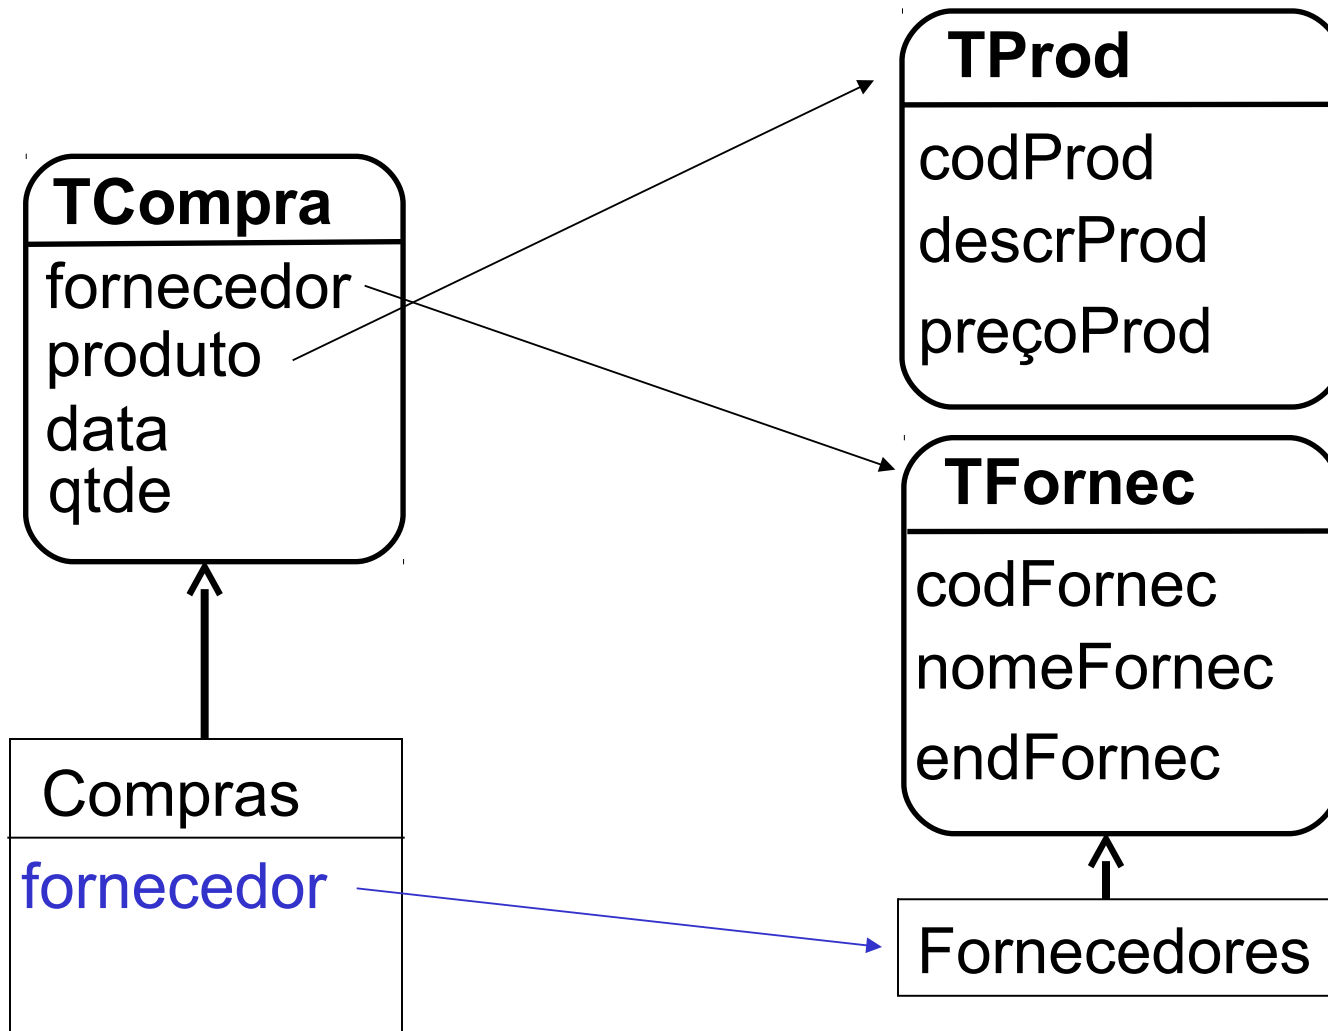 TCompra
fornecedor
produto
data
qtde
TProd
codProd
descrProd
preçoProd
TFornec
codFornec
nomeFornec
endFornec
Compras
fornecedor
Fornecedores